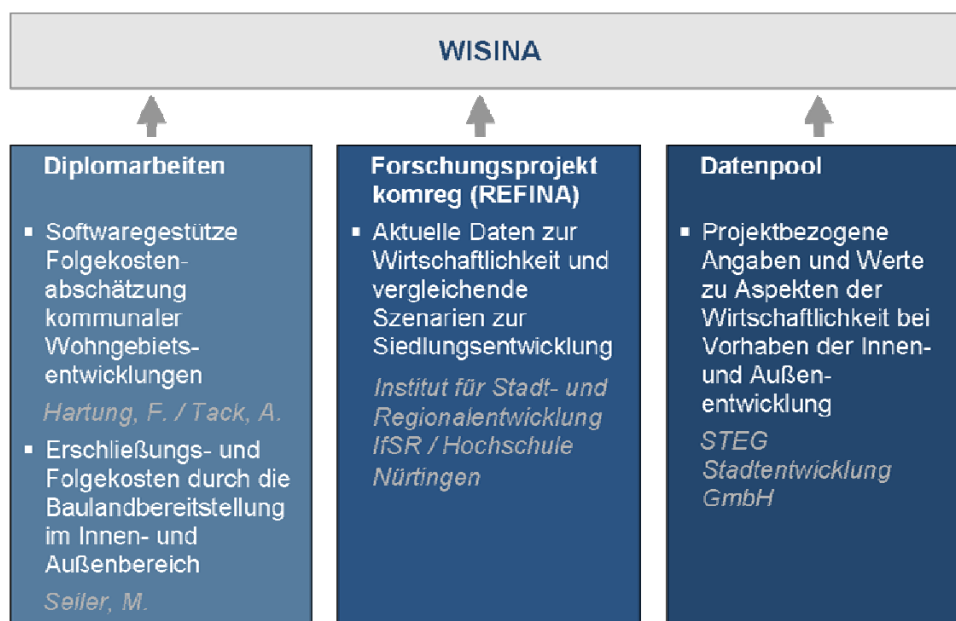 WISINA
Diplomarbeiten
▪ Softwaregestütze
Folgekosten-
abschätzung
kommunaler
Wohngebiets-
entwicklungen
Hartung, F. / Tack, A.
▪ Erschließungs- und
Folgekosten durch die
Baulandbereitstellung
im Innen- und
Außenbereich
Seiler, M.
Forschungsprojekt
komreg (REFINA)
▪ Aktuelle Daten zur
Wirtschaftlichkeit und
vergleichende
Szenarien zur
Siedlungsentwicklung
Institut für Stadt- und
Regionalentwicklung
IfSR / Hochschule
Nürtingen
Datenpool
▪ Projektbezogene
Angaben und Werte
zu Aspekten der
Wirtschaftlichkeit bei
Vorhaben der Innen-
und Außen-
entwicklung
STEG
Stadtentwicklung
GmbH